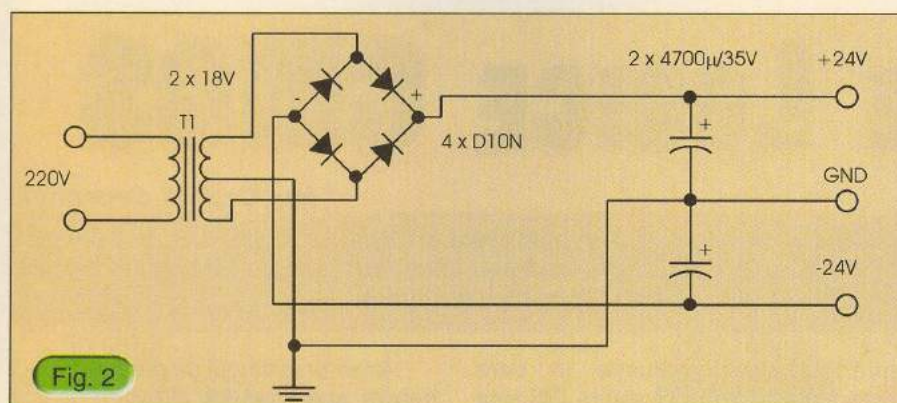 2 x 4700µ/35V
+24V
2 x 18V
T1
-
+
4 x D10N
+
220V
GND
+
-24V
Fig. 2